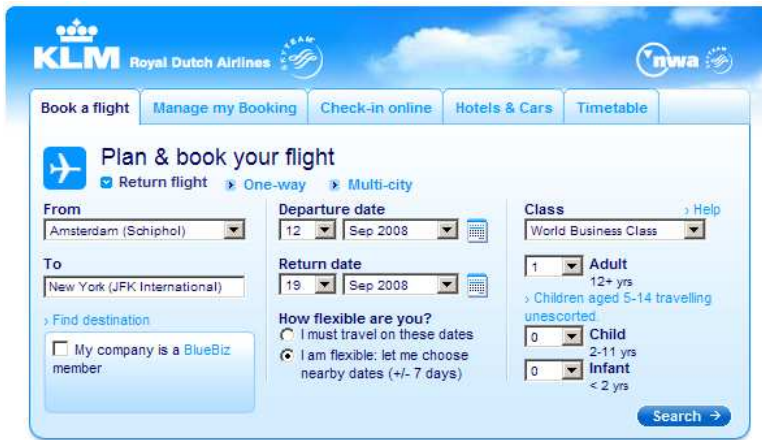 KLM Royal Dutch Airlines SKYTEAM
nwa
Book a flight Manage my Booking Check-in online Hotels & Cars Timetable
Plan & book your flight
Return flight One-way Multi-city
From
Amsterdam (Schiphol)
To
New York (JFK International)
› Find destination
My company is a BlueBiz
member
Departure date
12 Sep 2008
Return date
19 Sep 2008
How flexible are you?
I must travel on these dates
I am flexible: let me choose
nearby dates (+/- 7 days)
Class › Help
World Business Class
1 Adult
12+ yrs
› Children aged 5-14 travelling
unescorted.
0 Child
2-11 yrs
0 Infant
< 2 yrs
Search →